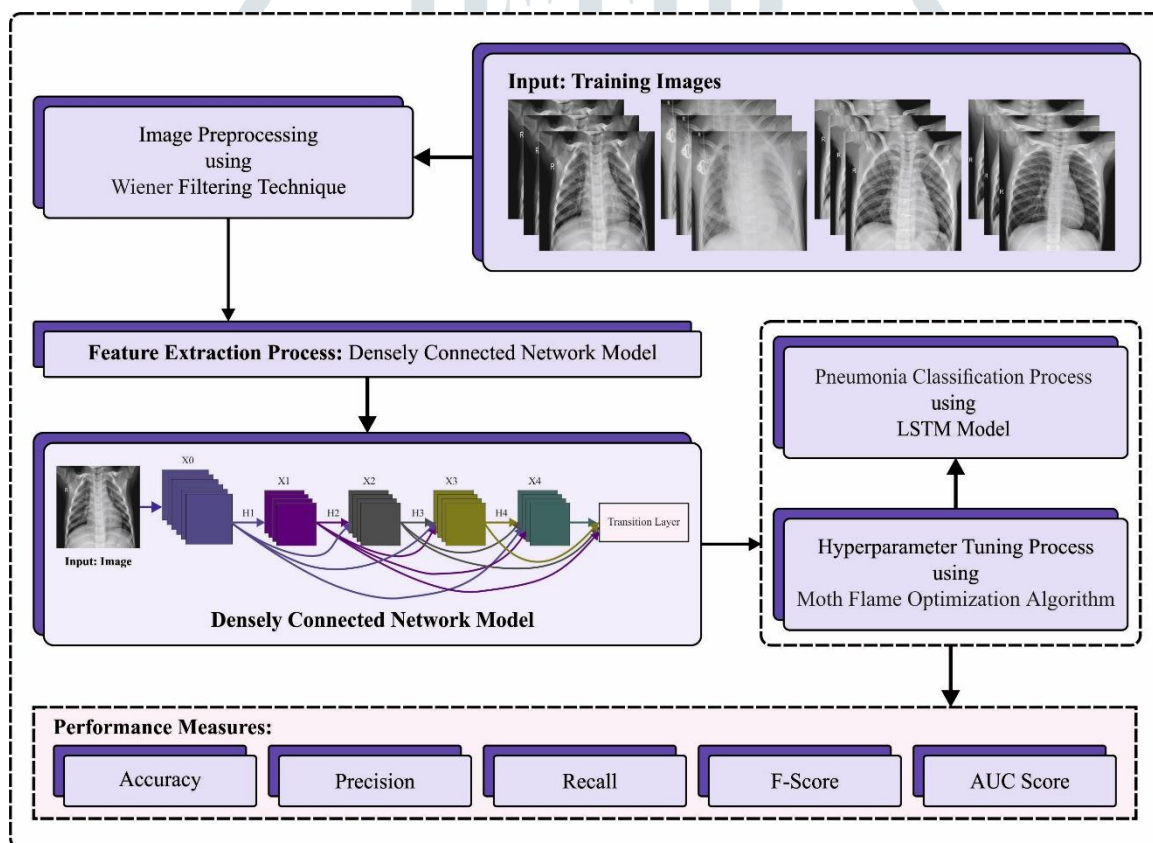 Input: Training Images
Image Preprocessing
using
Wiener Filtering Technique
Feature Extraction Process: Densely Connected Network Model
X0
X1
X2
X3
X4
H1
H2
H3
H4
Transition Layer
Input: Image
Densely Connected Network Model
Pneumonia Classification Process
using
LSTM Model
Hyperparameter Tuning Process
using
Moth Flame Optimization Algorithm
Performance Measures:
Accuracy
Precision
Recall
F-Score
AUC Score